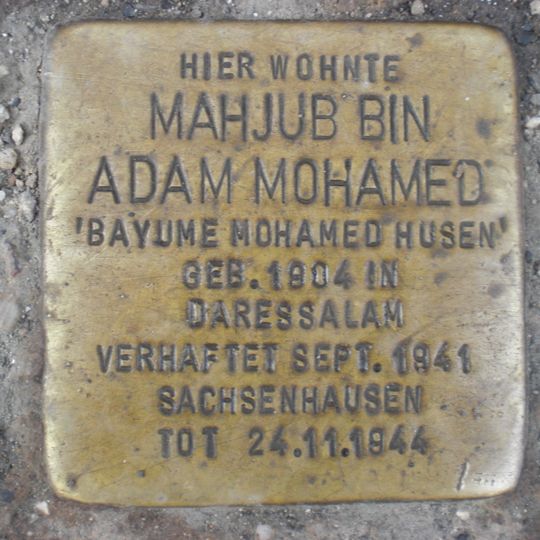 HIER WOHNTE
MAHJUB BIN
ADAM MOHAMED
'BAYUME MOHAMED HUSEN'
GEB. 1904 IN
DARESSALAM
VERHAFTET SEPT. 1941
SACHSENHAUSEN
TOT 24.11.1944